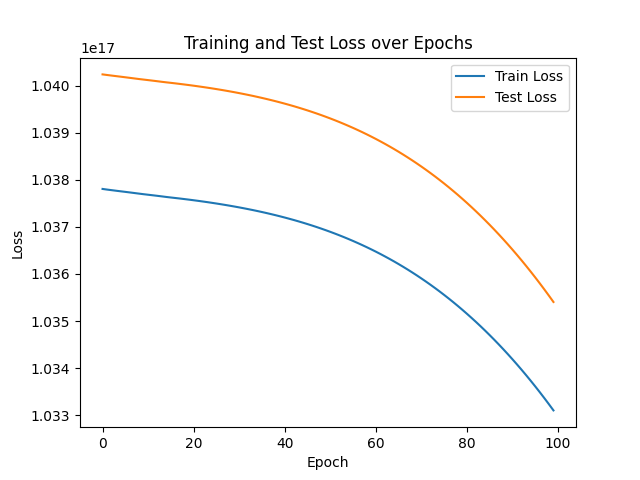 Training and Test Loss over Epochs
1e17
Train Loss
Test Loss
1.040
1.039
1.038
1.037
1.036
1.035
1.034
1.033
Loss
0 20 40 60 80 100
Epoch